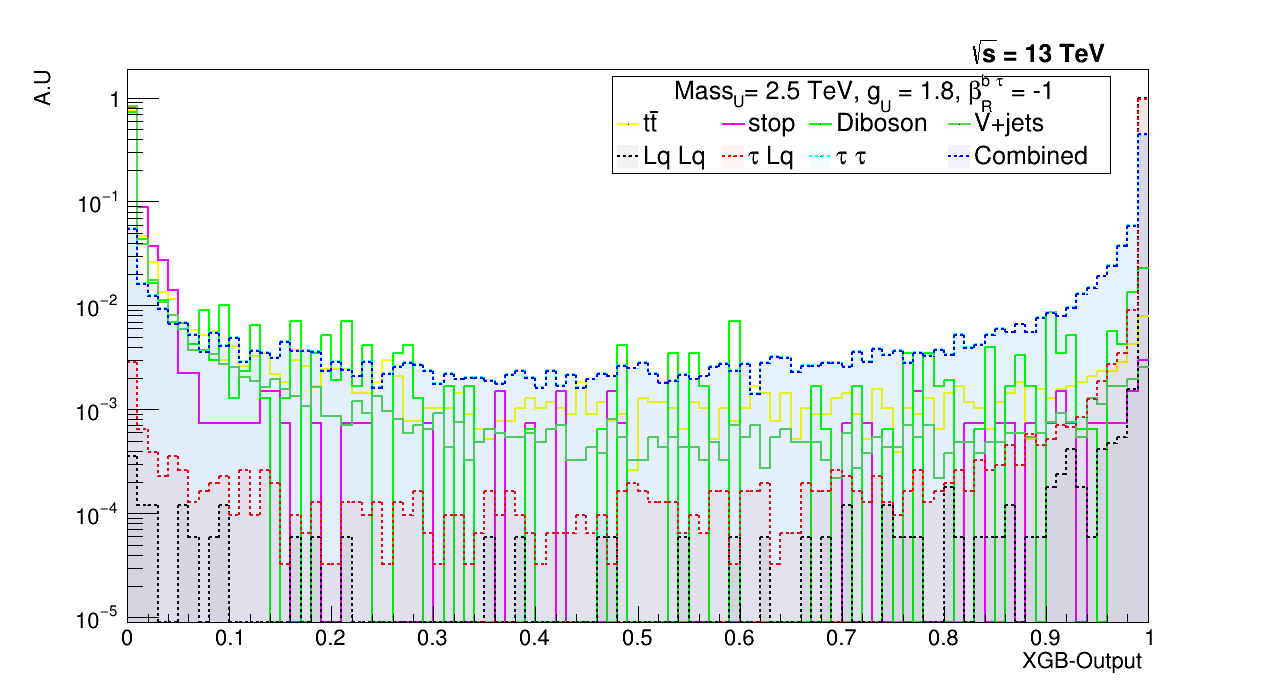 √s = 13 TeV
A.U
Mass_U= 2.5 TeV, g_U = 1.8, β_R^{b τ} = -1
tt̄ stop Diboson V+jets
Lq Lq τ Lq τ τ Combined
1
10⁻¹
10⁻²
10⁻³
10⁻⁴
10⁻⁵
0 0.1 0.2 0.3 0.4 0.5 0.6 0.7 0.8 0.9 1
XGB-Output